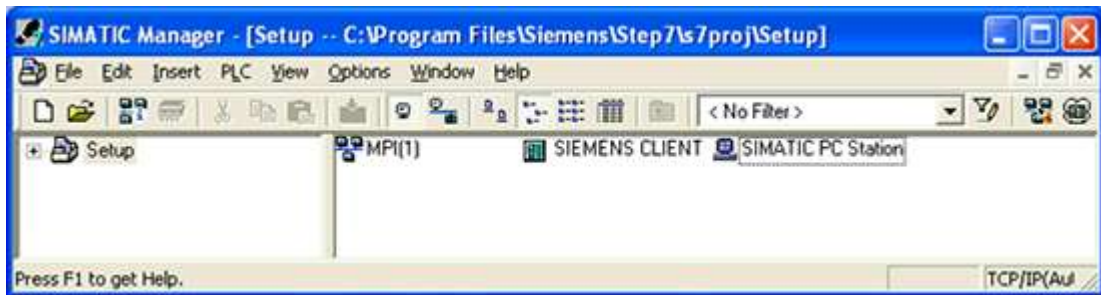 SIMATIC Manager - [Setup -- C:\Program Files\Siemens\Step7\s7proj\Setup]
File Edit Insert PLC View Options Window Help
< No Filter >
Setup MPI(1) SIEMENS CLIENT SIMATIC PC Station
Press F1 to get Help. TCP/IP(Aut